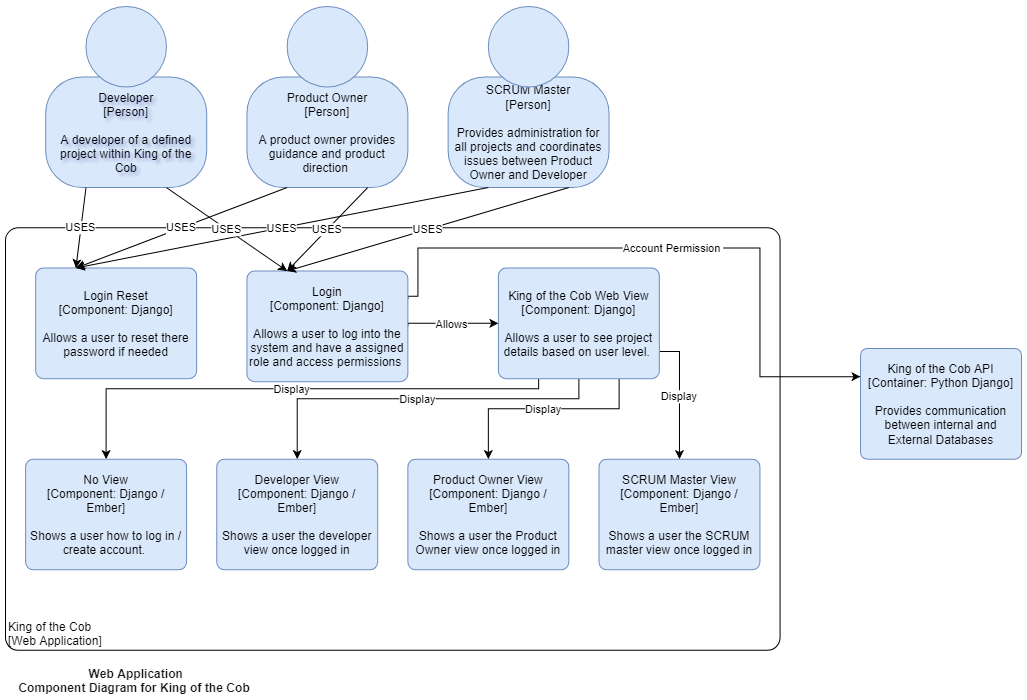 Developer
[Person]
A developer of a defined
project within King of the
Cob
Product Owner
[Person]
A product owner provides
guidance and product
direction
SCRUM Master
[Person]
Provides administration for
all projects and coordinates
issues between Product
Owner and Developer
USES
USES
USES
USES
USES
USES
Login Reset
[Component: Django]
Allows a user to reset there
password if needed
Login
[Component: Django]
Allows a user to log into the
system and have a assigned
role and access permissions
Account Permission
Allows
King of the Cob Web View
[Component: Django]
Allows a user to see project
details based on user level.
King of the Cob API
[Container: Python Django]
Provides communication
between internal and
External Databases
Display
Display
Display
Display
No View
[Component: Django /
Ember]
Shows a user how to log in /
create account.
Developer View
[Component: Django /
Ember]
Shows a user the developer
view once logged in
Product Owner View
[Component: Django /
Ember]
Shows a user the Product
Owner view once logged in
SCRUM Master View
[Component: Django /
Ember]
Shows a user the SCRUM
master view once logged in
King of the Cob
[Web Application]
Web Application
Component Diagram for King of the Cob